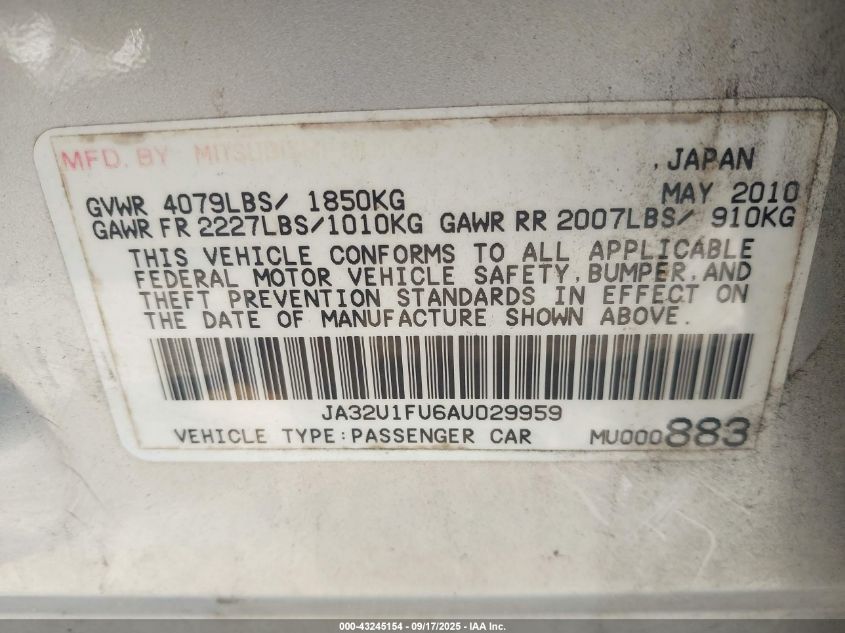 MFD. BY MITSUBISHI , JAPAN
GVWR 4079LBS/ 1850KG MAY 2010
GAWR FR 2227LBS/1010KG GAWR RR 2007LBS/ 910KG
THIS VEHICLE CONFORMS TO ALL APPLICABLE
FEDERAL MOTOR VEHICLE SAFETY, BUMPER, AND
THEFT PREVENTION STANDARDS IN EFFECT ON
THE DATE OF MANUFACTURE SHOWN ABOVE.
JA32U1FU6AU029959
VEHICLE TYPE:PASSENGER CAR MU000883
000-43245154 - 09/17/2025 - IAA Inc.